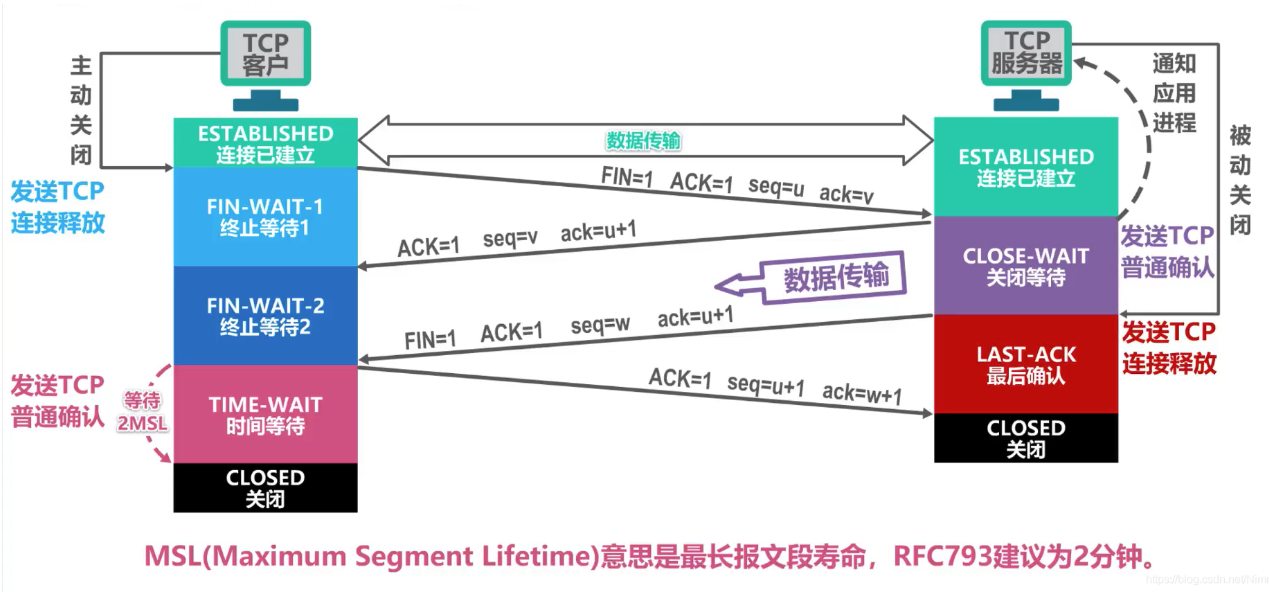 TCP
客户
TCP
服务器
主动关闭
通知
应用
进程
被动关闭
ESTABLISHED
连接已建立
数据传输
ESTABLISHED
连接已建立
发送TCP
连接释放
FIN-WAIT-1
终止等待1
FIN=1 ACK=1 seq=u ack=v
ACK=1 seq=v ack=u+1
CLOSE-WAIT
关闭等待
发送TCP
普通确认
数据传输
FIN-WAIT-2
终止等待2
FIN=1 ACK=1 seq=w ack=u+1
LAST-ACK
最后确认
发送TCP
连接释放
发送TCP
普通确认
等待
2MSL
TIME-WAIT
时间等待
ACK=1 seq=u+1 ack=w+1
CLOSED
关闭
CLOSED
关闭
MSL(Maximum Segment Lifetime)意思是最长报文段寿命，RFC793建议为2分钟。
https://blog.csdn.net/Nimr